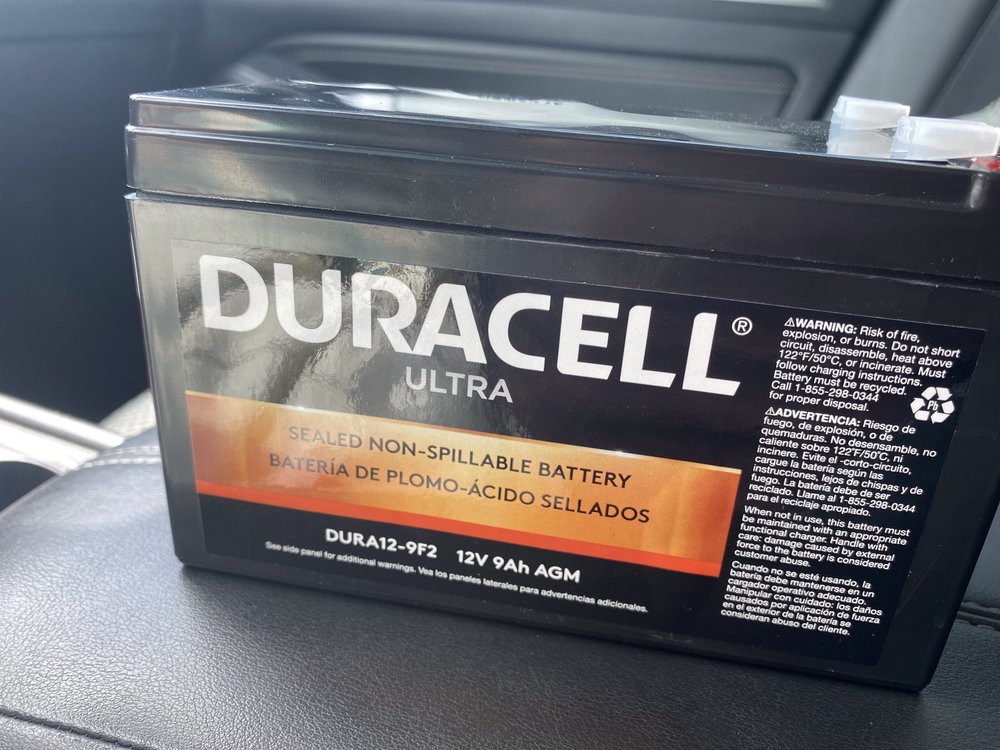 DURACELL®
ULTRA
SEALED NON-SPILLABLE BATTERY
BATERÍA DE PLOMO-ÁCIDO SELLADOS
DURA12-9F2 12V 9Ah AGM
See side panel for additional warnings. Vea los paneles laterales para advertencias adicionales.
⚠WARNING: Risk of fire,
explosion, or burns. Do not short
circuit, disassemble, heat above
122°F/50°C, or incinerate. Must
follow charging instructions.
Battery must be recycled.
Call 1-855-298-0344
for proper disposal.
Pb
⚠ADVERTENCIA: Riesgo de
fuego, de explosión, o de
quemaduras. No desensamble, no
caliente sobre 122°F/50°C, ni
incinere. Evite el -corto-circuito,
cargue la batería según las
instrucciones, lejos de chispas y de
fuego. La batería debe de ser
reciclado. Llame al 1-855-298-0344
para el reciclaje apropiado.
When not in use, this battery must
be maintained with an appropriate
functional charger. Handle with
care: damage caused by external
force to the battery is considered
customer abuse.
Cuando no se esté usando, la
batería debe mantenerse en un
cargador operativo adecuado.
Manipular con cuidado: los daños
causados por aplicación de fuerza
en el exterior de la batería se
consideran abuso del cliente.